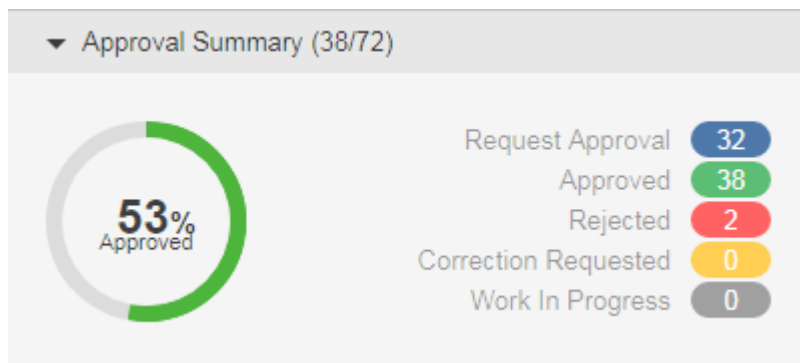 Approval Summary (38/72)
53%
Approved
Request Approval 32
Approved 38
Rejected 2
Correction Requested 0
Work In Progress 0